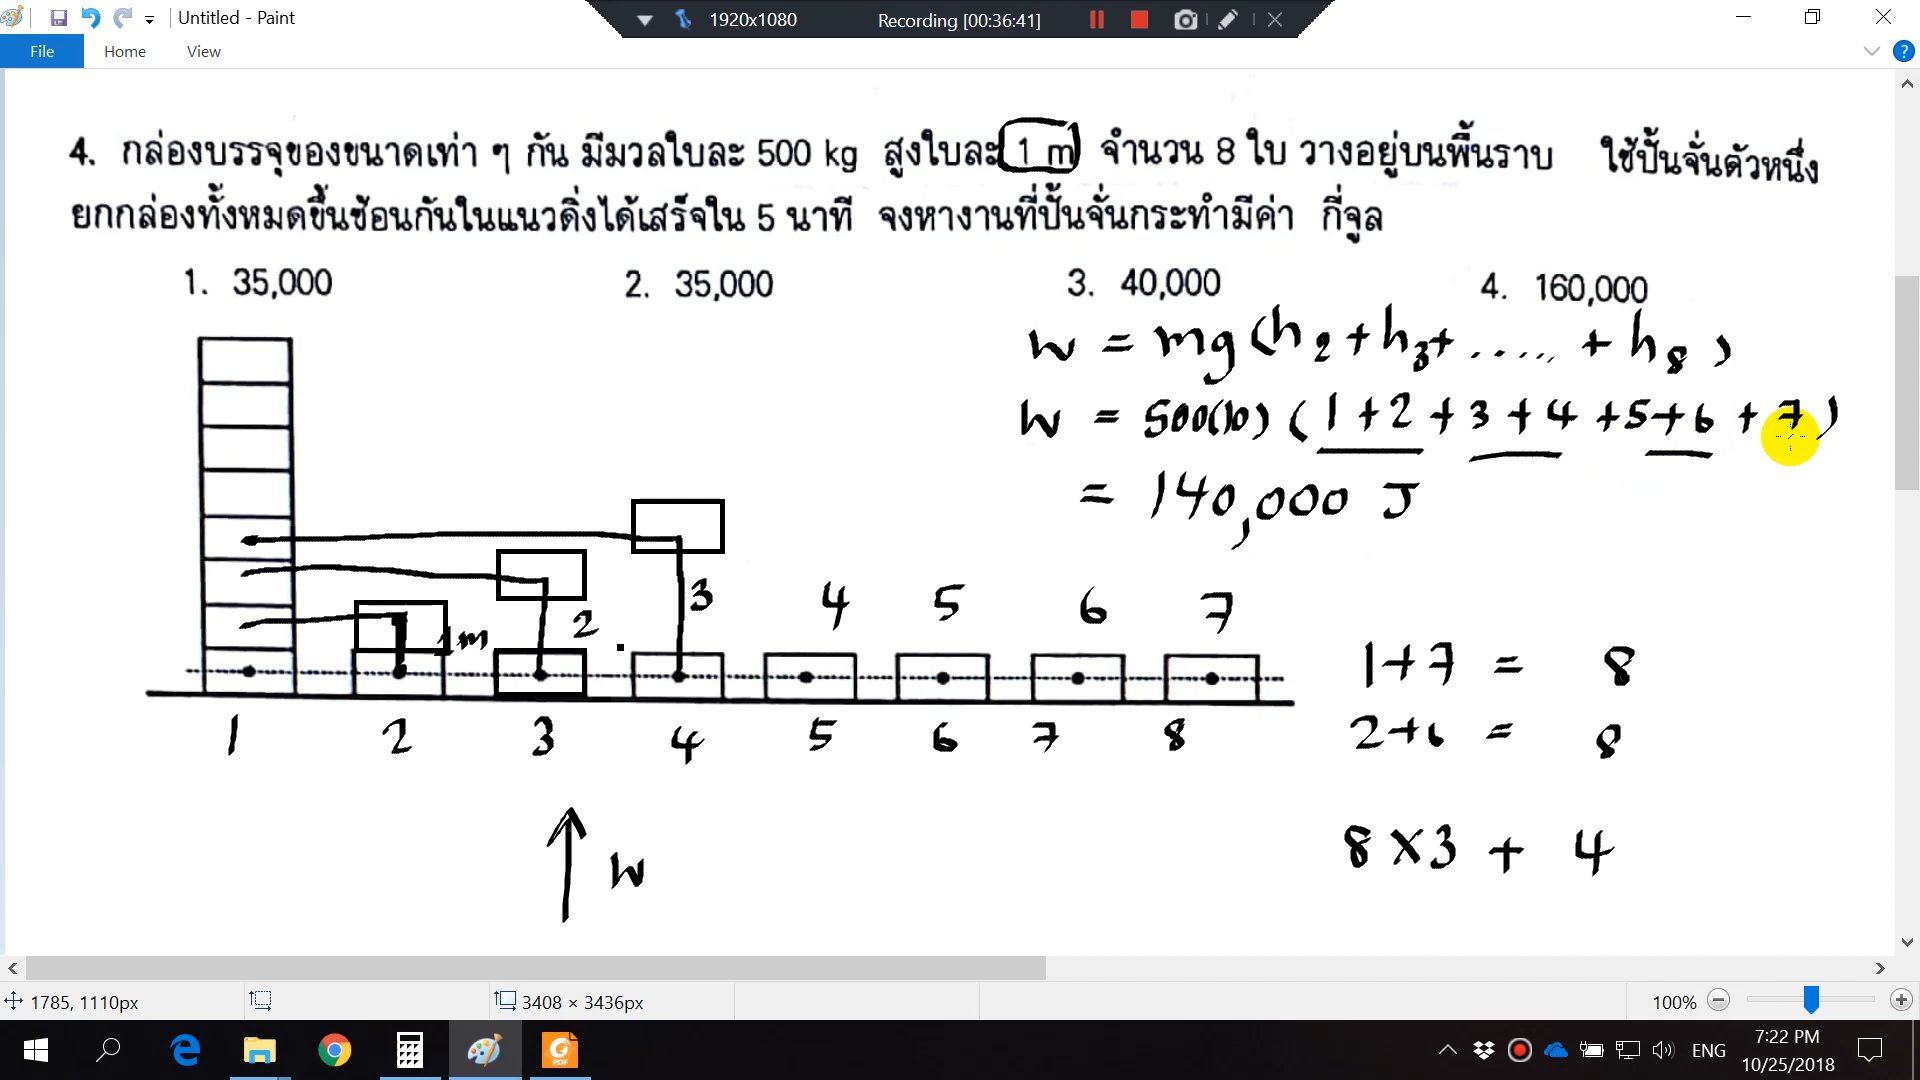 Untitled - Paint
1920x1080
Recording [00:36:41]
File
Home
View
4. กล่องบรรจุของขนาดเท่า ๆ กัน มีมวลใบละ 500 kg สูงใบละ 1 m จำนวน 8 ใบ วางอยู่บนพื้นราบ ใช้ปั้นจั่นตัวหนึ่ง
ยกกล่องทั้งหมดขึ้นซ้อนกันในแนวดิ่งได้เสร็จใน 5 นาที จงหางานที่ปั้นจั่นกระทำมีค่า กี่จูล
1. 35,000
2. 35,000
3. 40,000
4. 160,000
W = mg(h2 + h3 + ..... + h8)
W = 500(10) (1+2+3+4+5+6+7)
= 140,000 J
1m
2
3
4
5
6
7
1
2
3
4
5
6
7
8
1+7 = 8
2+6 = 8
8×3 + 4
W
1785, 1110px
3408 × 3436px
100%
PDF
ENG
7:22 PM
10/25/2018